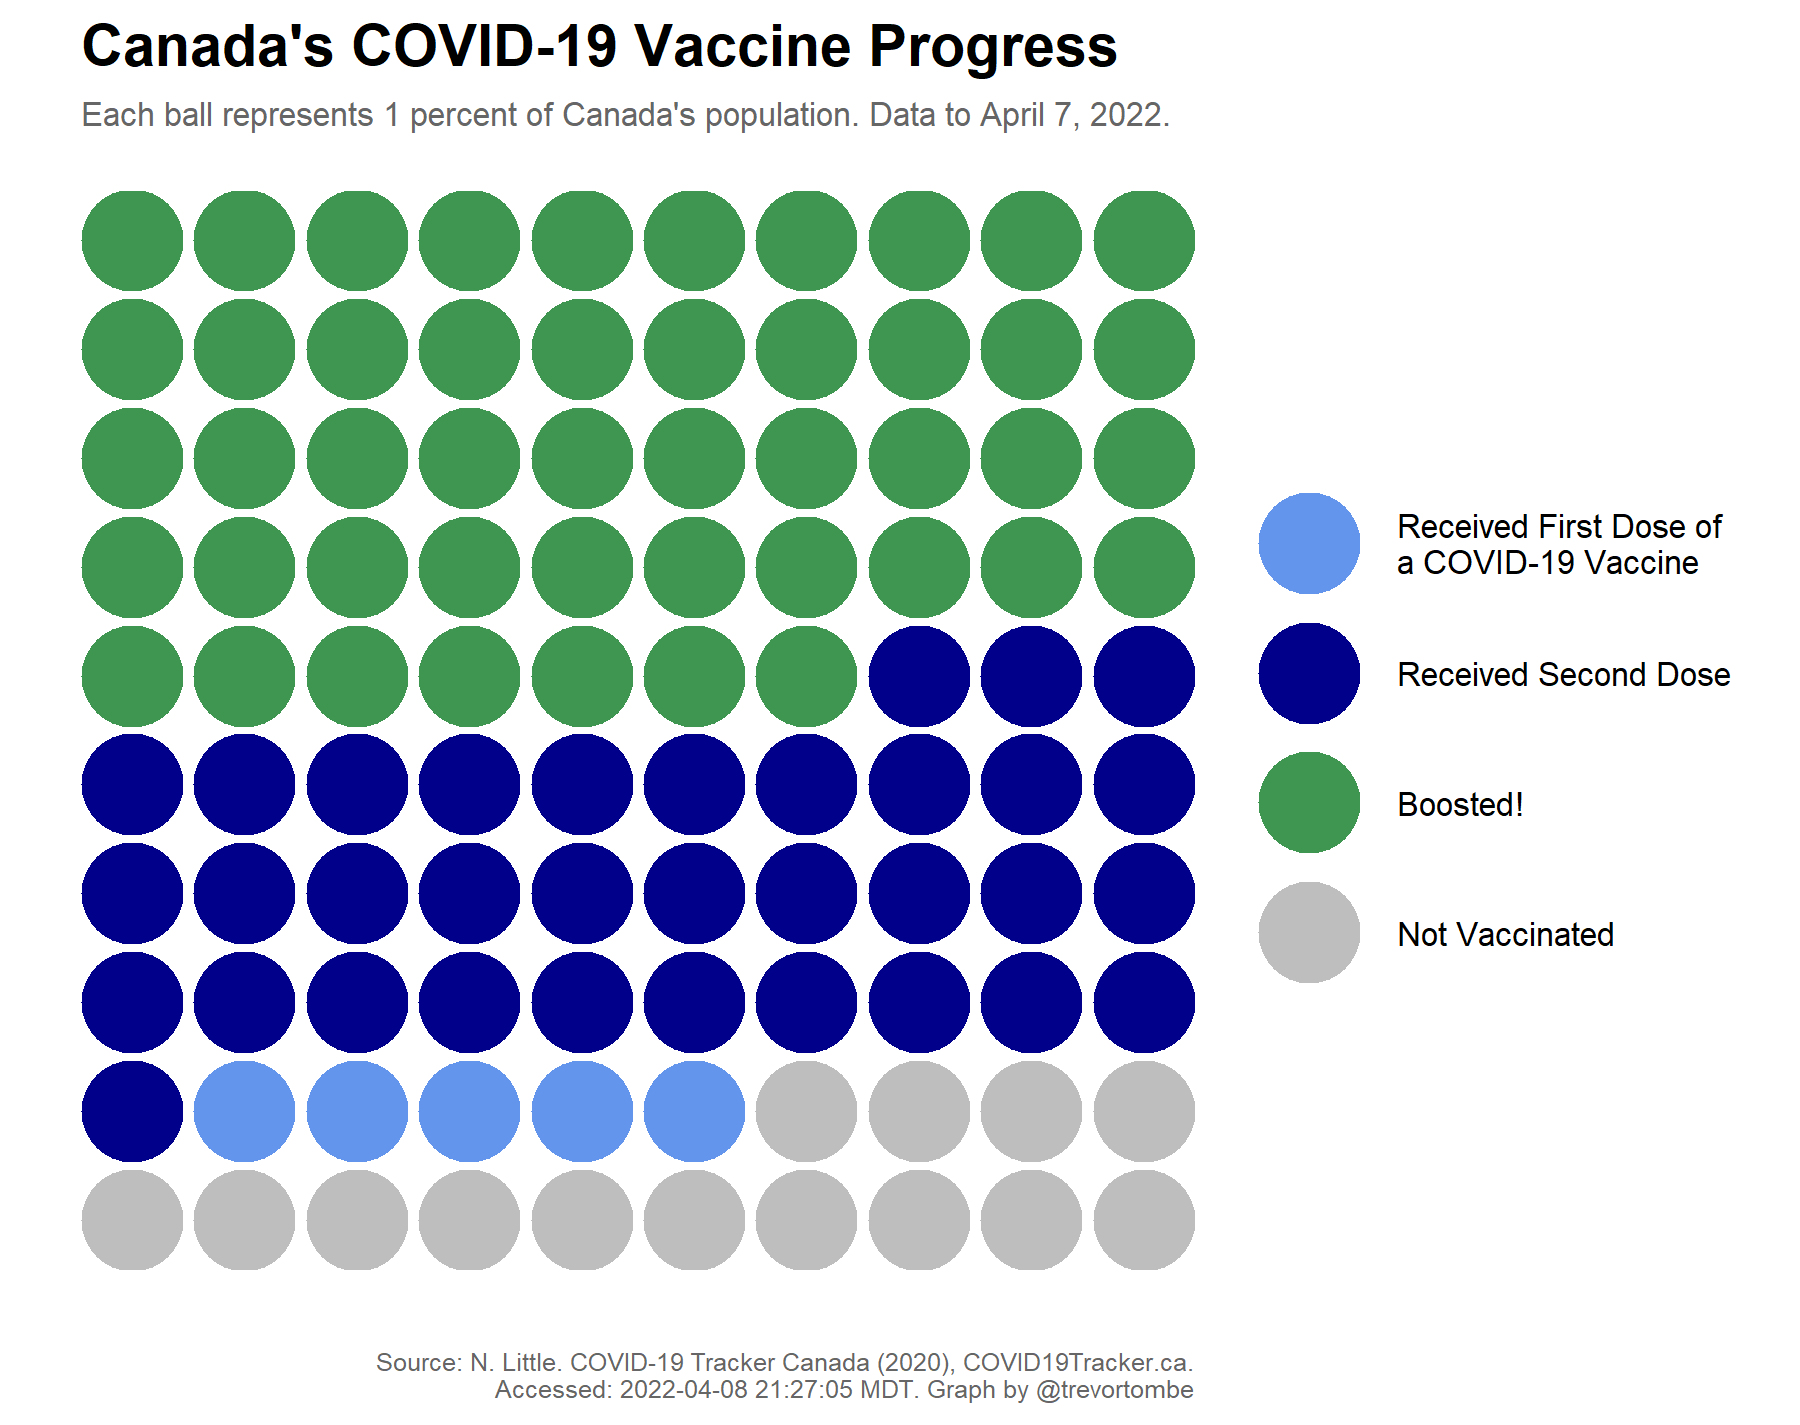 Canada's COVID-19 Vaccine Progress
Each ball represents 1 percent of Canada's population. Data to April 7, 2022.
Received First Dose of
a COVID-19 Vaccine
Received Second Dose
Boosted!
Not Vaccinated
Source: N. Little. COVID-19 Tracker Canada (2020), COVID19Tracker.ca.
Accessed: 2022-04-08 21:27:05 MDT. Graph by @trevortombe